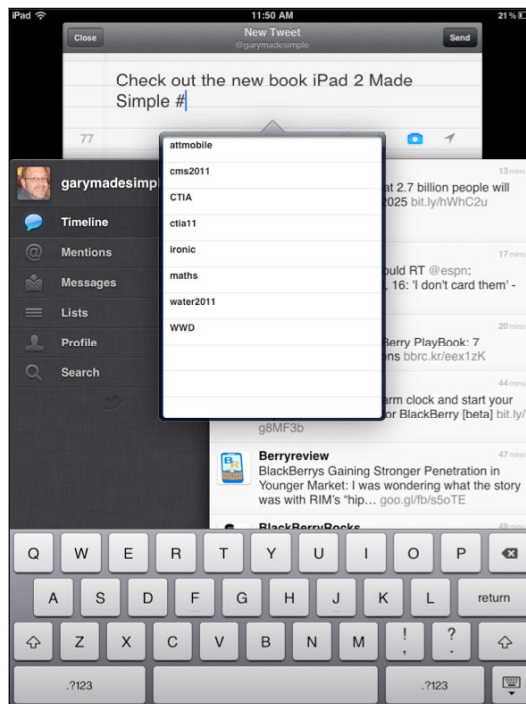 iPad 11:50 AM 21%
Close New Tweet Send
@garymadesimple
Check out the new book iPad 2 Made
Simple #
77
attmobile
cms2011
CTIA
ctia11
ironic
maths
water2011
WWD
garymadesimpl
Timeline
Mentions
Messages
Lists
Profile
Search
13 mins
at 2.7 billion people will
2025 bit.ly/hWhC2u
17 mins
ould RT @espn:
. 16: 'I don't card them' -
20 mins
Berry PlayBook: 7
ns bbrc.kr/eex1zK
44 mins
arm clock and start your
or BlackBerry [beta] bit.ly/
g8MF3b
Berryreview 47 mins
BlackBerrys Gaining Stronger Penetration in
Younger Market: I was wondering what the story
was with RIM's "hip... goo.gl/fb/s5oTE
BlackBerryRocks 49 mins
Q W E R T Y U I O P
A S D F G H J K L return
Z X C V B N M ! , ? .
.?123 .?123